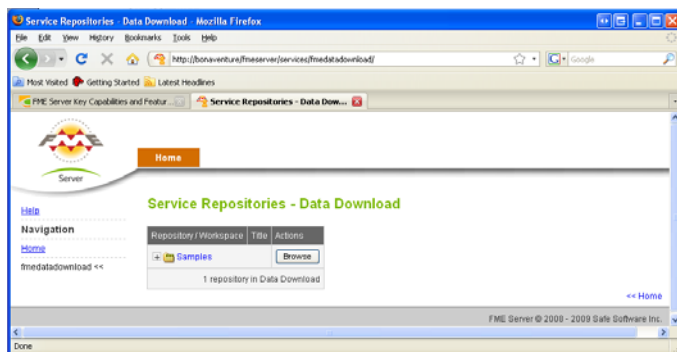 Service Repositories - Data Download - Mozilla Firefox
File Edit View History Bookmarks Tools Help
http://bonaventure/fmeserver/services/fmedatadownload/
Google
Most Visited Getting Started Latest Headlines
FME Server Key Capabilities and Featur... Service Repositories - Data Dow...
FME
Server
Home
Help
Navigation
Home
fmedatadownload <<
Service Repositories - Data Download
Repository / Workspace Title Actions
Samples Browse
1 repository in Data Download
<< Home
FME Server © 2000 - 2009 Safe Software Inc.
Done